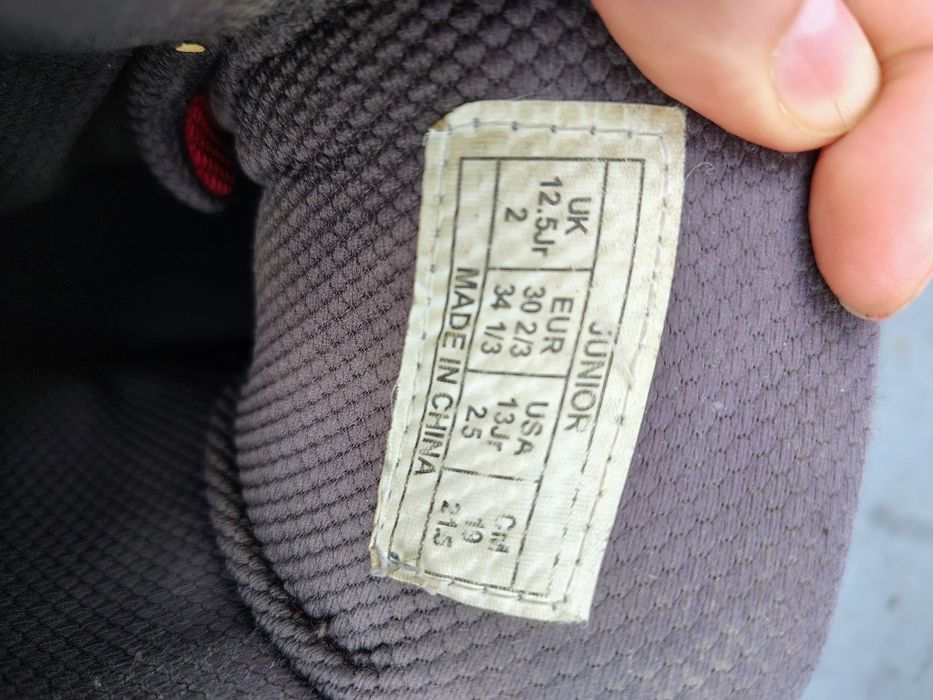 JUNIOR
UK EUR USA CM
12.5Jr 30 2/3 13Jr 19
2 34 1/3 2.5 21.5
MADE IN CHINA